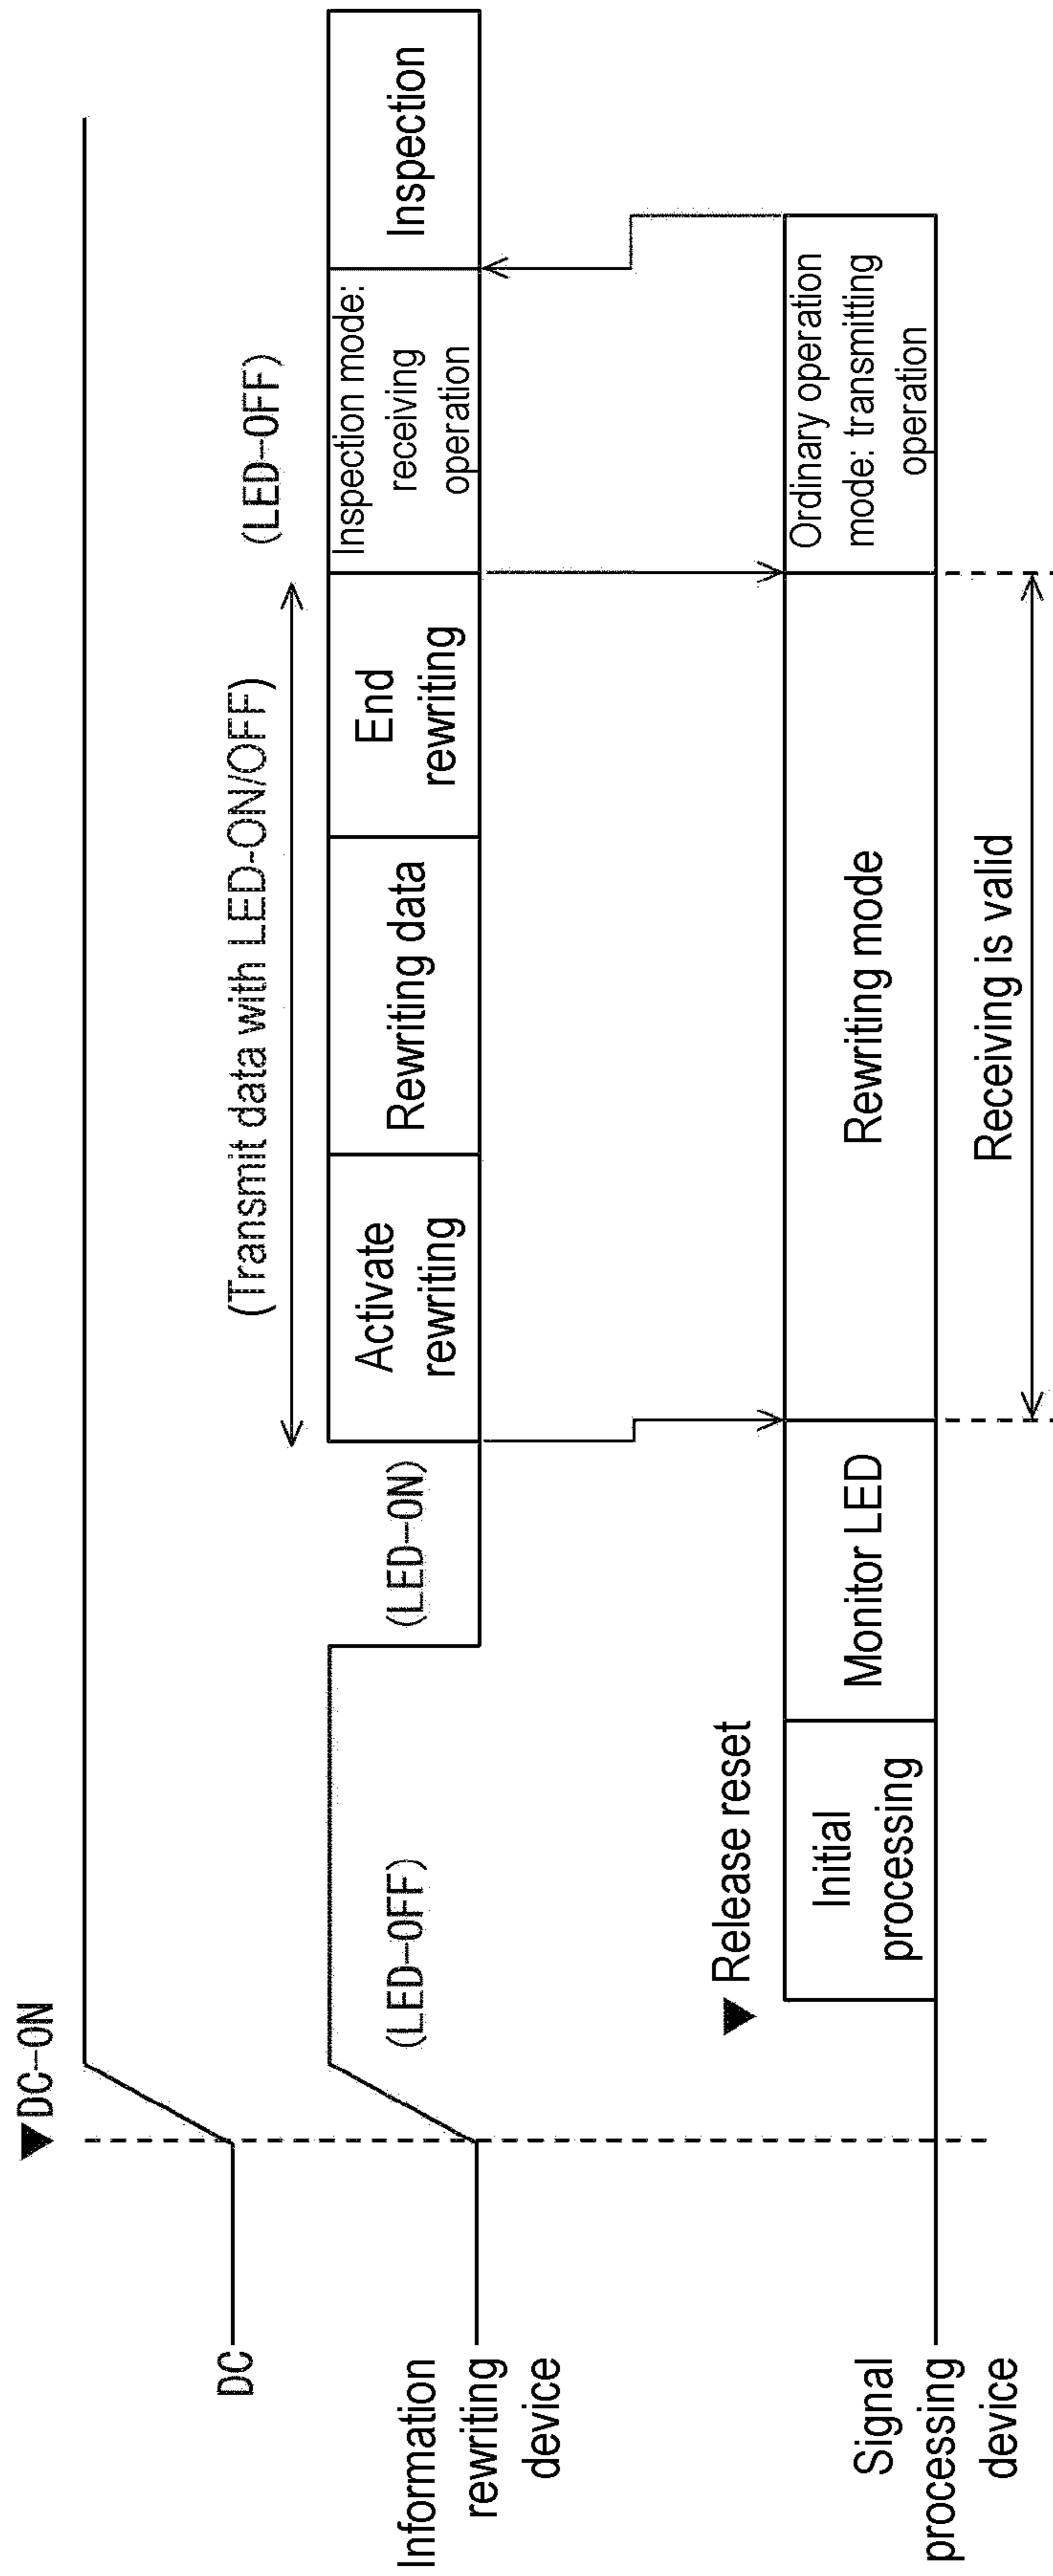 ▼DC-ON
DC
(Transmit data with LED-ON/OFF)
(LED-OFF)
Information
rewriting
device
(LED-OFF)
(LED-ON)
Activate
rewriting
Rewriting data
End
rewriting
Inspection mode:
receiving
operation
Inspection
▼Release reset
Signal
processing
device
Initial
processing
Monitor LED
Rewriting mode
Ordinary operation
mode: transmitting
operation
Receiving is valid